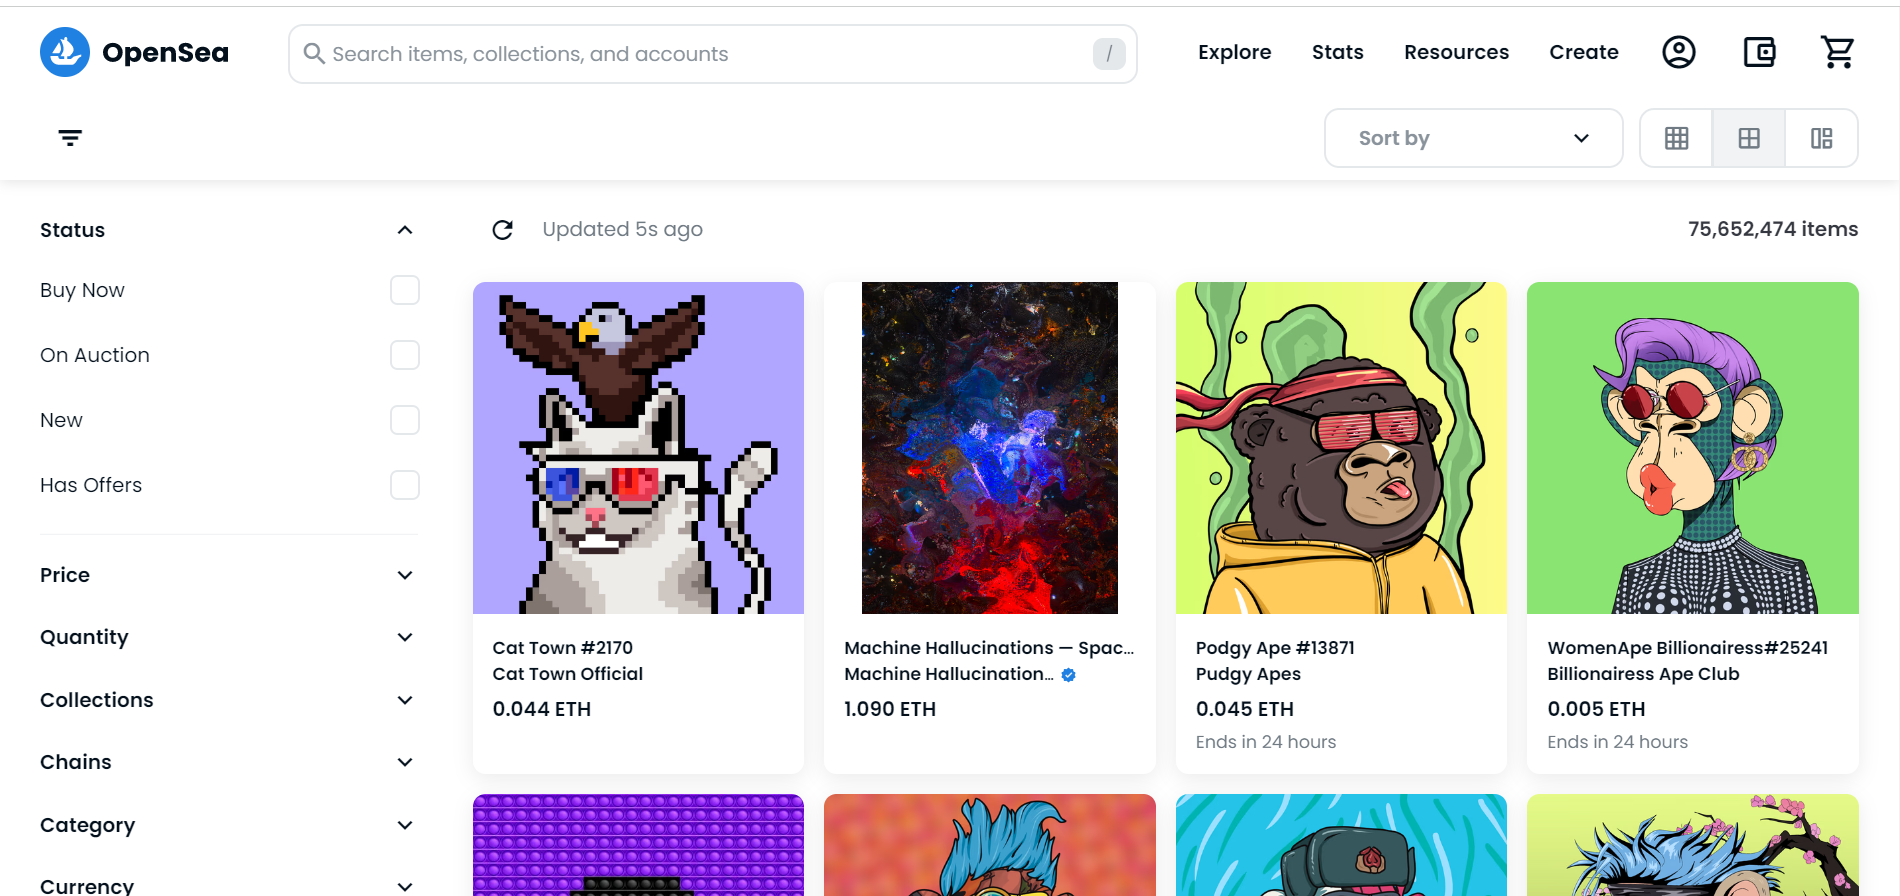 OpenSea
Search items, collections, and accounts
/
Explore
Stats
Resources
Create
Sort by
Status
Buy Now
On Auction
New
Has Offers
Price
Quantity
Collections
Chains
Category
Currency
Updated 5s ago
75,652,474 items
Cat Town #2170
Cat Town Official
0.044 ETH
Machine Hallucinations — Spac...
Machine Hallucination...
1.090 ETH
Podgy Ape #13871
Pudgy Apes
0.045 ETH
Ends in 24 hours
WomenApe Billionairess#25241
Billionairess Ape Club
0.005 ETH
Ends in 24 hours